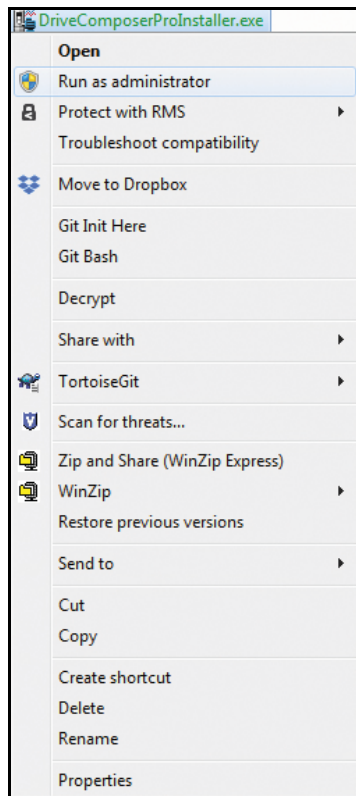 DriveComposerProInstaller.exe
Open
Run as administrator
Protect with RMS
Troubleshoot compatibility
Move to Dropbox
Git Init Here
Git Bash
Decrypt
Share with
TortoiseGit
Scan for threats...
Zip and Share (WinZip Express)
WinZip
Restore previous versions
Send to
Cut
Copy
Create shortcut
Delete
Rename
Properties